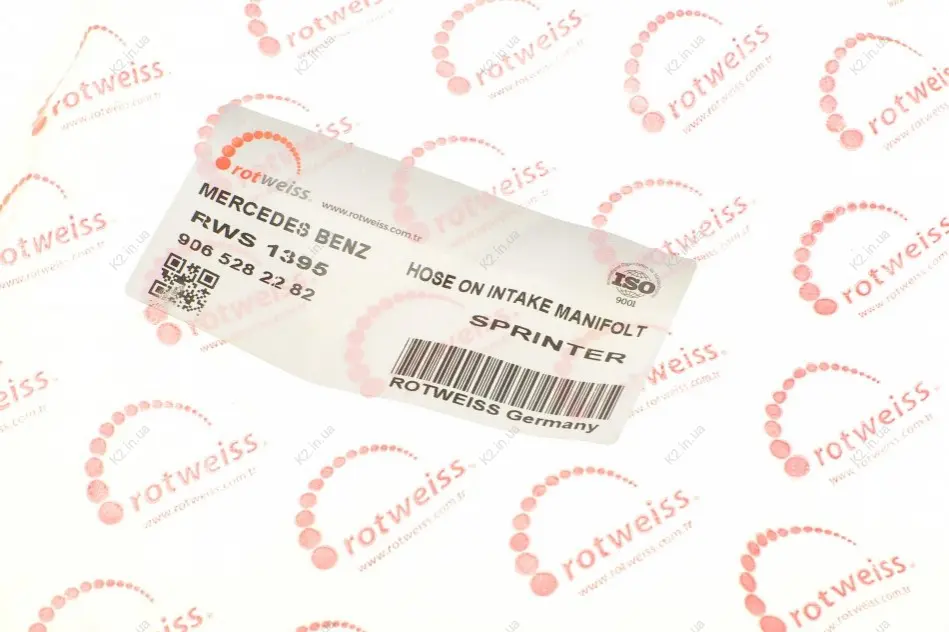 rotweiss.
www.rotweiss.com.tr
MERCEDES BENZ
RWS 1395
906 528 22 82
HOSE ON INTAKE MANIFOLT
SPRINTER
ISO
9001
ROTWEISS Germany
rotweiss.
www.rotweiss.com.tr
K2.in.ua